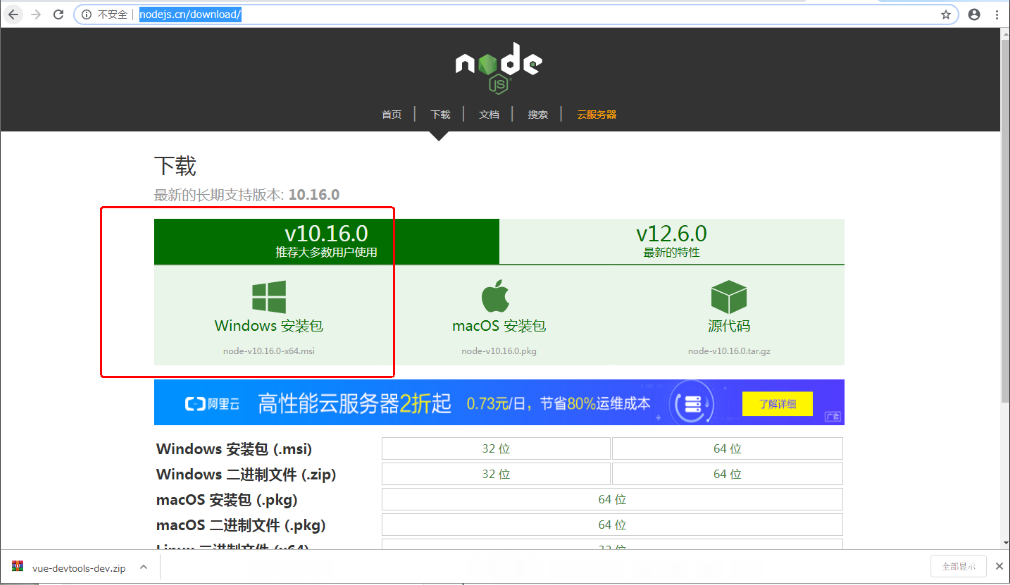 不安全 nodejs.cn/download/
node
JS
首页 下载 文档 搜索 云服务器
下载
最新的长期支持版本: 10.16.0
v10.16.0
推荐大多数用户使用
v12.6.0
最新的特性
Windows 安装包
node-v10.16.0-x64.msi
macOS 安装包
node-v10.16.0.pkg
源代码
node-v10.16.0.tar.gz
阿里云 高性能云服务器2折起 0.73元/日，节省80%运维成本 了解详细
广告
Windows 安装包 (.msi) 32 位 64 位
Windows 二进制文件 (.zip) 32 位 64 位
macOS 安装包 (.pkg) 64 位
macOS 二进制文件 (.pkg) 64 位
Linux 二进制文件 (x64) 32 位
vue-devtools-dev.zip 全部显示